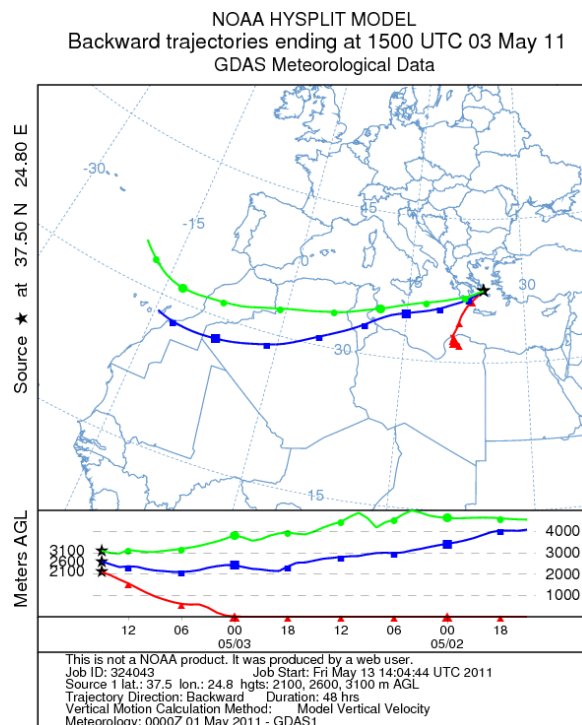 NOAA HYSPLIT MODEL
Backward trajectories ending at 1500 UTC 03 May 11
GDAS Meteorological Data
Source ★ at 37.50 N 24.80 E
-30
-15
45
0
15
30
30
15
Meters AGL
3100
2600
2100
4000
3000
2000
1000
12 06 00 18 12 06 00 18
05/03 05/02
This is not a NOAA product. It was produced by a web user.
Job ID: 324043 Job Start: Fri May 13 14:04:44 UTC 2011
Source 1 lat.: 37.5 lon.: 24.8 hgts: 2100, 2600, 3100 m AGL
Trajectory Direction: Backward Duration: 48 hrs
Vertical Motion Calculation Method: Model Vertical Velocity
Meteorology: 0000Z 01 May 2011 - GDAS1